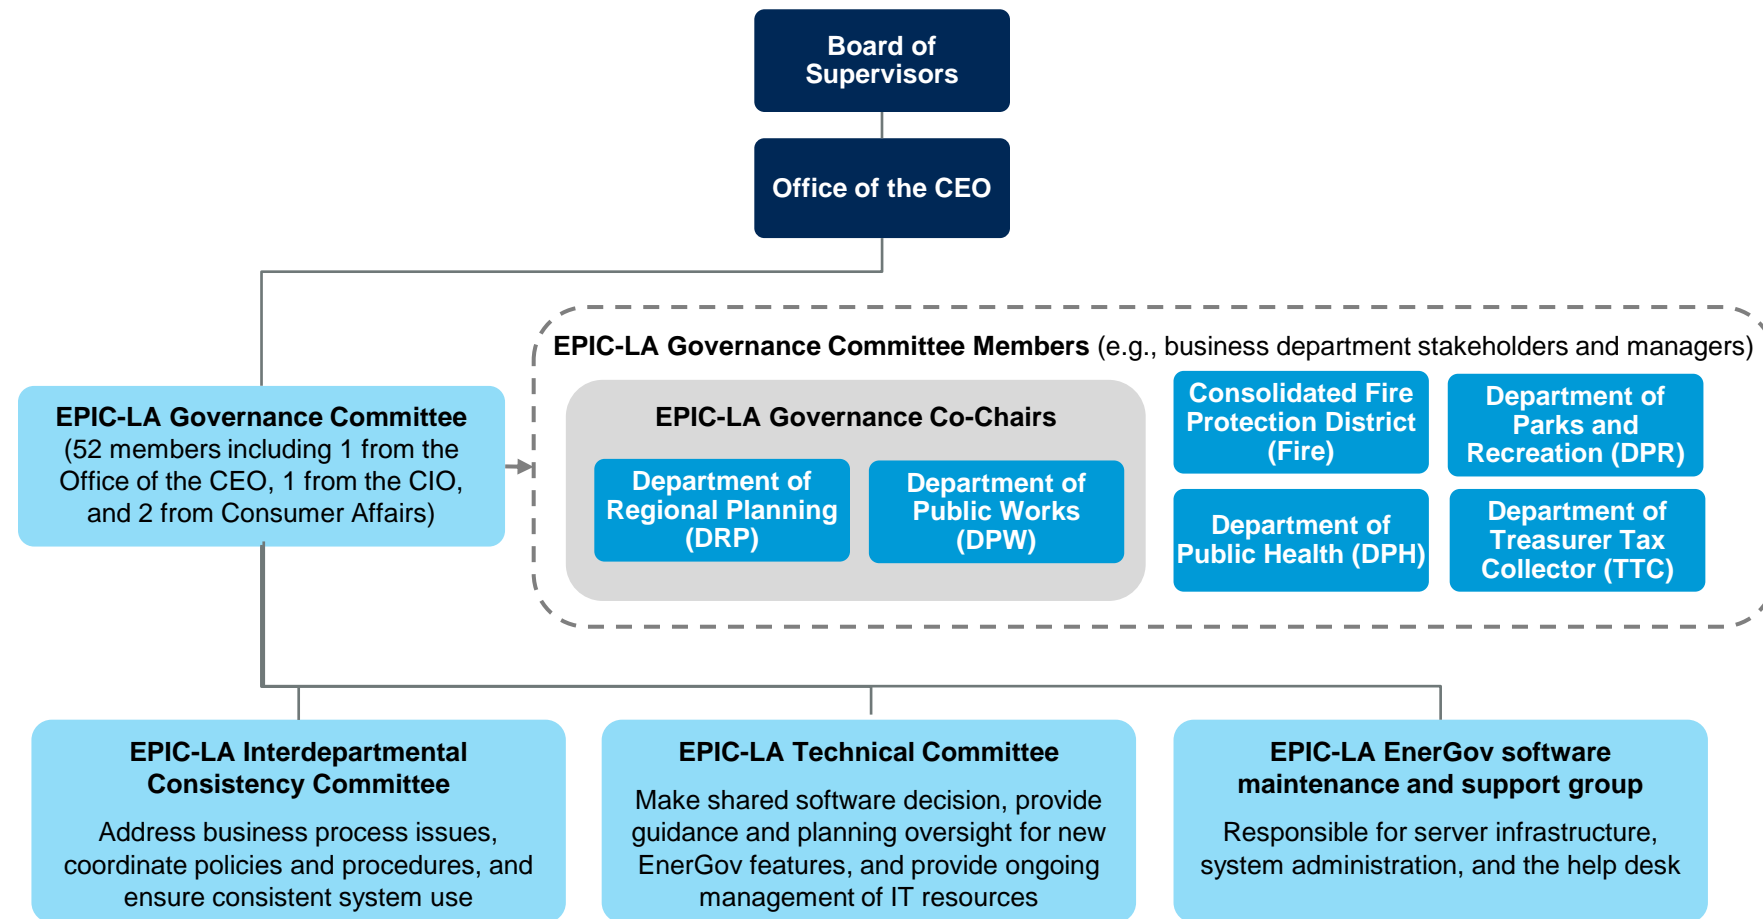 Board of
Supervisors
Office of the CEO
EPIC-LA Governance Committee
(52 members including 1 from the
Office of the CEO, 1 from the CIO,
and 2 from Consumer Affairs)
EPIC-LA Governance Committee Members (e.g., business department stakeholders and managers)
EPIC-LA Governance Co-Chairs
Department of
Regional Planning
(DRP)
Department of
Public Works
(DPW)
Consolidated Fire
Protection District
(Fire)
Department of
Parks and
Recreation (DPR)
Department of
Public Health (DPH)
Department of
Treasurer Tax
Collector (TTC)
EPIC-LA Interdepartmental
Consistency Committee
Address business process issues,
coordinate policies and procedures, and
ensure consistent system use
EPIC-LA Technical Committee
Make shared software decision, provide
guidance and planning oversight for new
EnerGov features, and provide ongoing
management of IT resources
EPIC-LA EnerGov software
maintenance and support group
Responsible for server infrastructure,
system administration, and the help desk